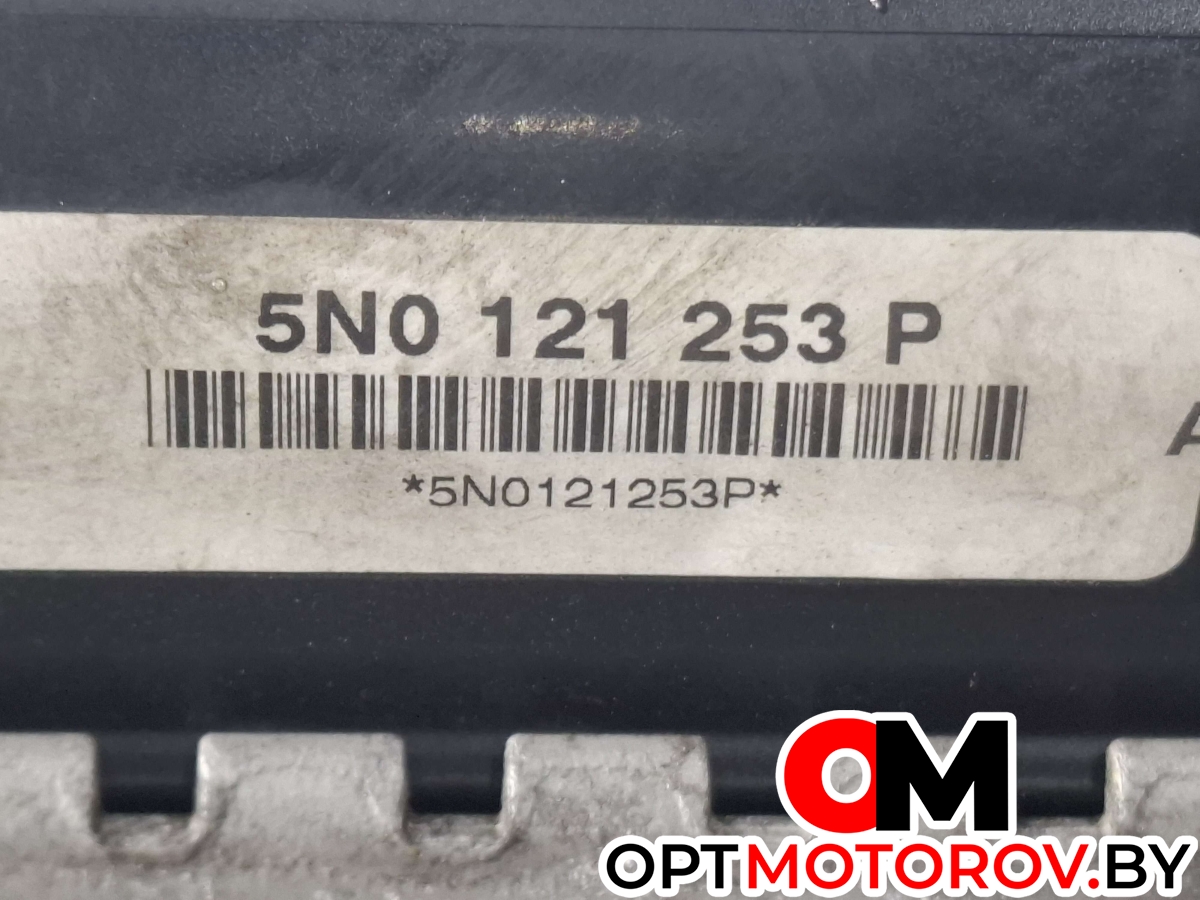 5N0 121 253 P
A
*5N0121253P*
OM
OPTMOTOROV.BY